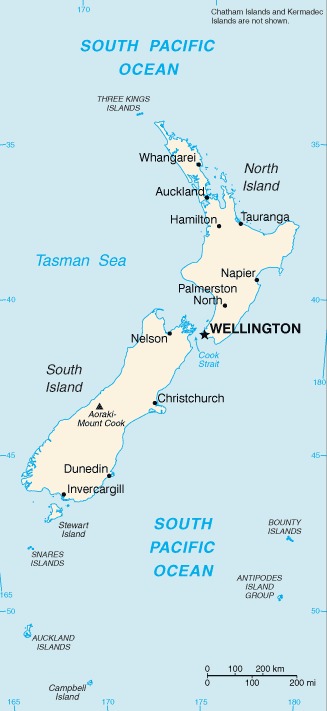 170
Chatham Islands and Kermadec
Islands are not shown.
SOUTH PACIFIC
OCEAN
THREE KINGS
ISLANDS
35
35
Whangarei
North
Island
Auckland
Hamilton
Tauranga
Tasman Sea
Napier
Palmerston
North
40
40
WELLINGTON
Nelson
Cook
Strait
South
Island
180
Christchurch
Aoraki-
Mount Cook
45
45
Dunedin
Invercargill
SOUTH
PACIFIC
OCEAN
Stewart
Island
BOUNTY
ISLANDS
SNARES
ISLANDS
ANTIPODES
ISLAND
GROUP
165
50
50
AUCKLAND
ISLANDS
Campbell
Island
0 100 200 km
0 100 200 mi
165
170
175
180